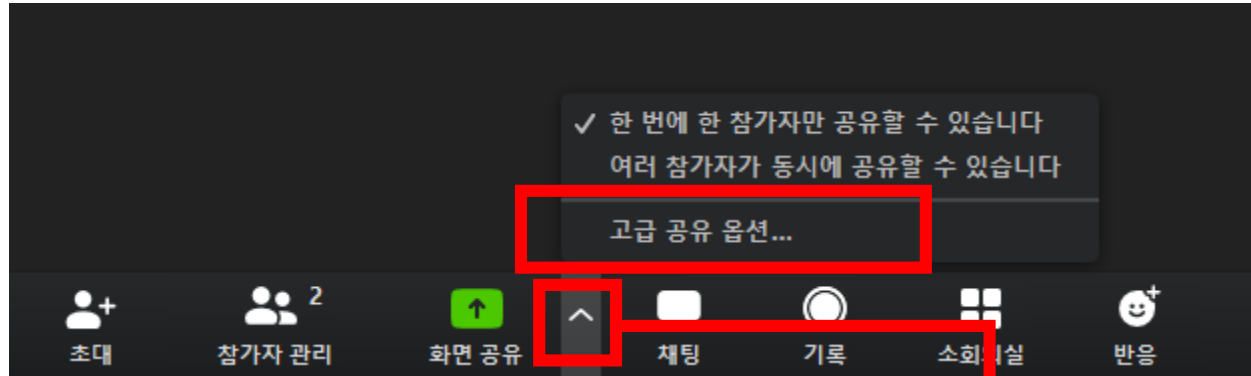 한 번에 한 참가자만 공유할 수 있습니다
여러 참가자가 동시에 공유할 수 있습니다
고급 공유 옵션...
2
초대
참가자 관리
화면 공유
채팅
기록
소회의실
반응